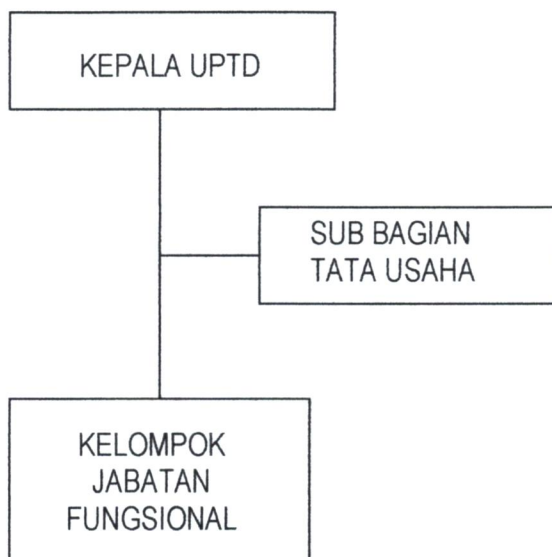 KEPALA UPTD
SUB BAGIAN
TATA USAHA
KELOMPOK
JABATAN
FUNGSIONAL